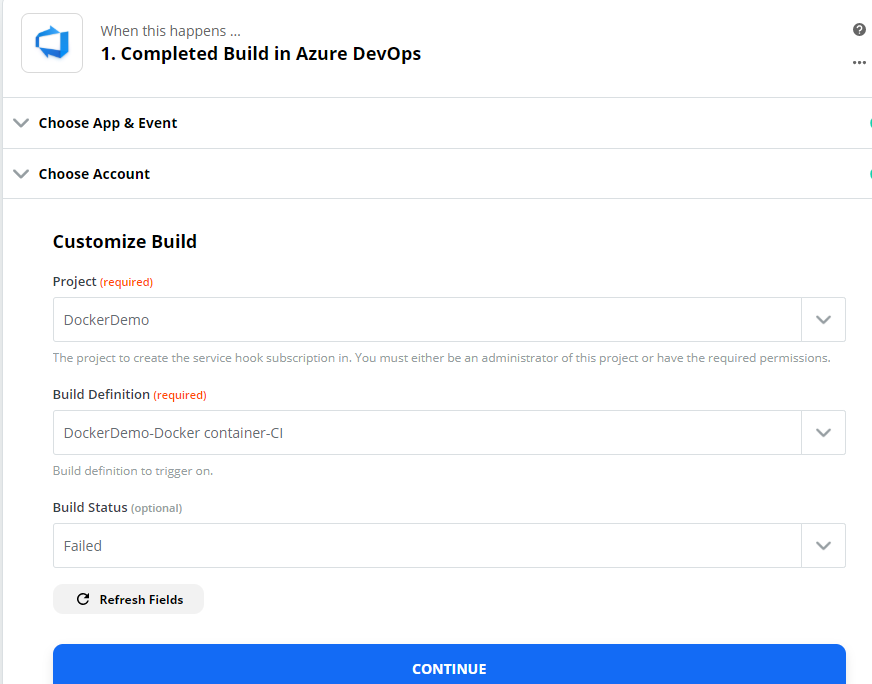 When this happens ...
1. Completed Build in Azure DevOps
Choose App & Event
Choose Account
Customize Build
Project (required)
DockerDemo
The project to create the service hook subscription in. You must either be an administrator of this project or have the required permissions.
Build Definition (required)
DockerDemo-Docker container-CI
Build definition to trigger on.
Build Status (optional)
Failed
Refresh Fields
CONTINUE